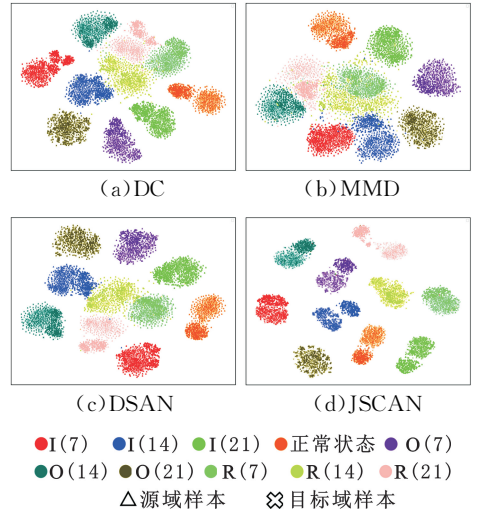 (a)DC (b)MMD
(c)DSAN (d)JSCAN
I(7) I(14) I(21) 正常状态 O(7)
O(14) O(21) R(7) R(14) R(21)
源域样本 目标域样本